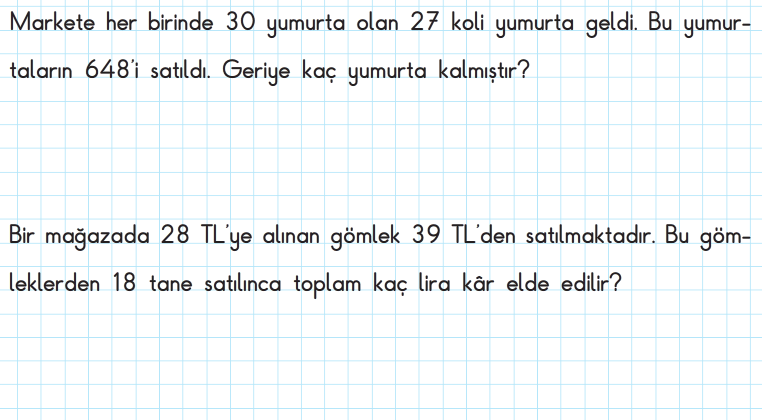 Markete her birinde 30 yumurta olan 27 koli yumurta geldi. Bu yumur-
taların 648'i satıldı. Geriye kaç yumurta kalmıştır?
Bir mağazada 28 TL'ye alınan gömlek 39 TL'den satılmaktadır. Bu göm-
leklerden 18 tane satılınca toplam kaç lira kâr elde edilir?